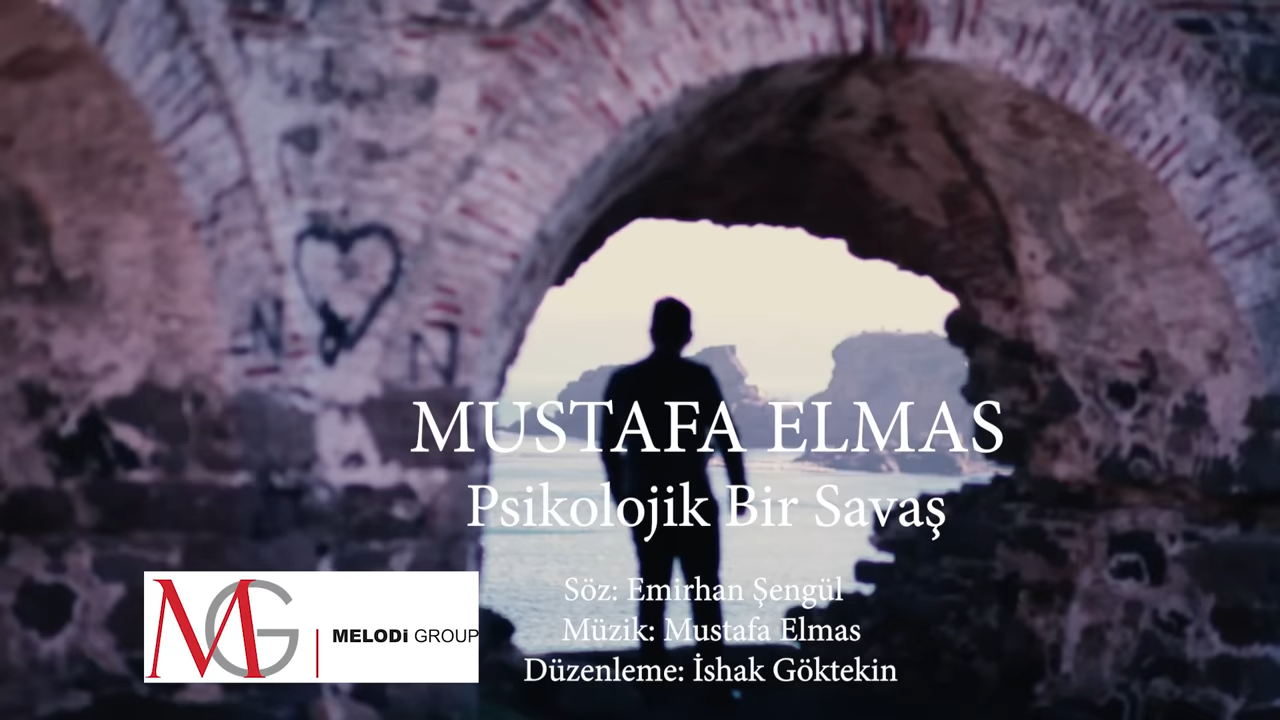 N
N
MUSTAFA ELMAS
Psikolojik Bir Savaş
Söz: Emirhan Şengül
Müzik: Mustafa Elmas
Düzenleme: İshak Göktekin
MG
MELODi GROUP